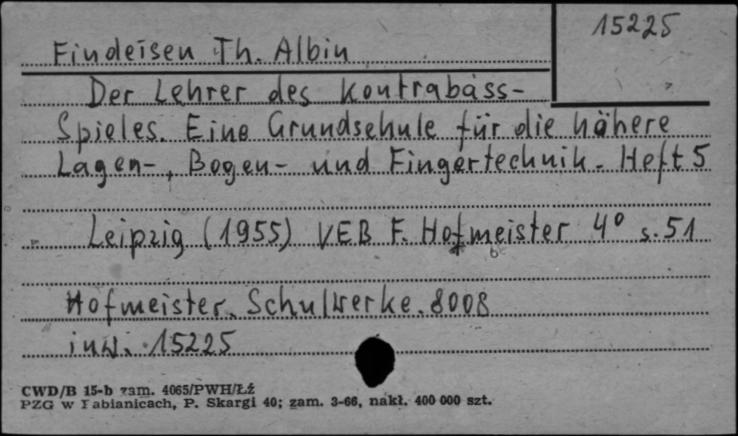 15225
Findeisen Th. Albin
Der Lehrer des Kontrabass-
Spieles. Eine Grundschule für die höhere
Lagen-, Bogen- und Fingertechnik. Heft 5
Leipzig (1955) VEB F. Hofmeister 4° s. 51
Hofmeister. Schulwerke. 8008
inw. 15225
CWD/B 15-b zam. 4065/PWH/Łź
PZG w Pabianicach, P. Skargi 40; zam. 3-66, nakł. 400 000 szt.